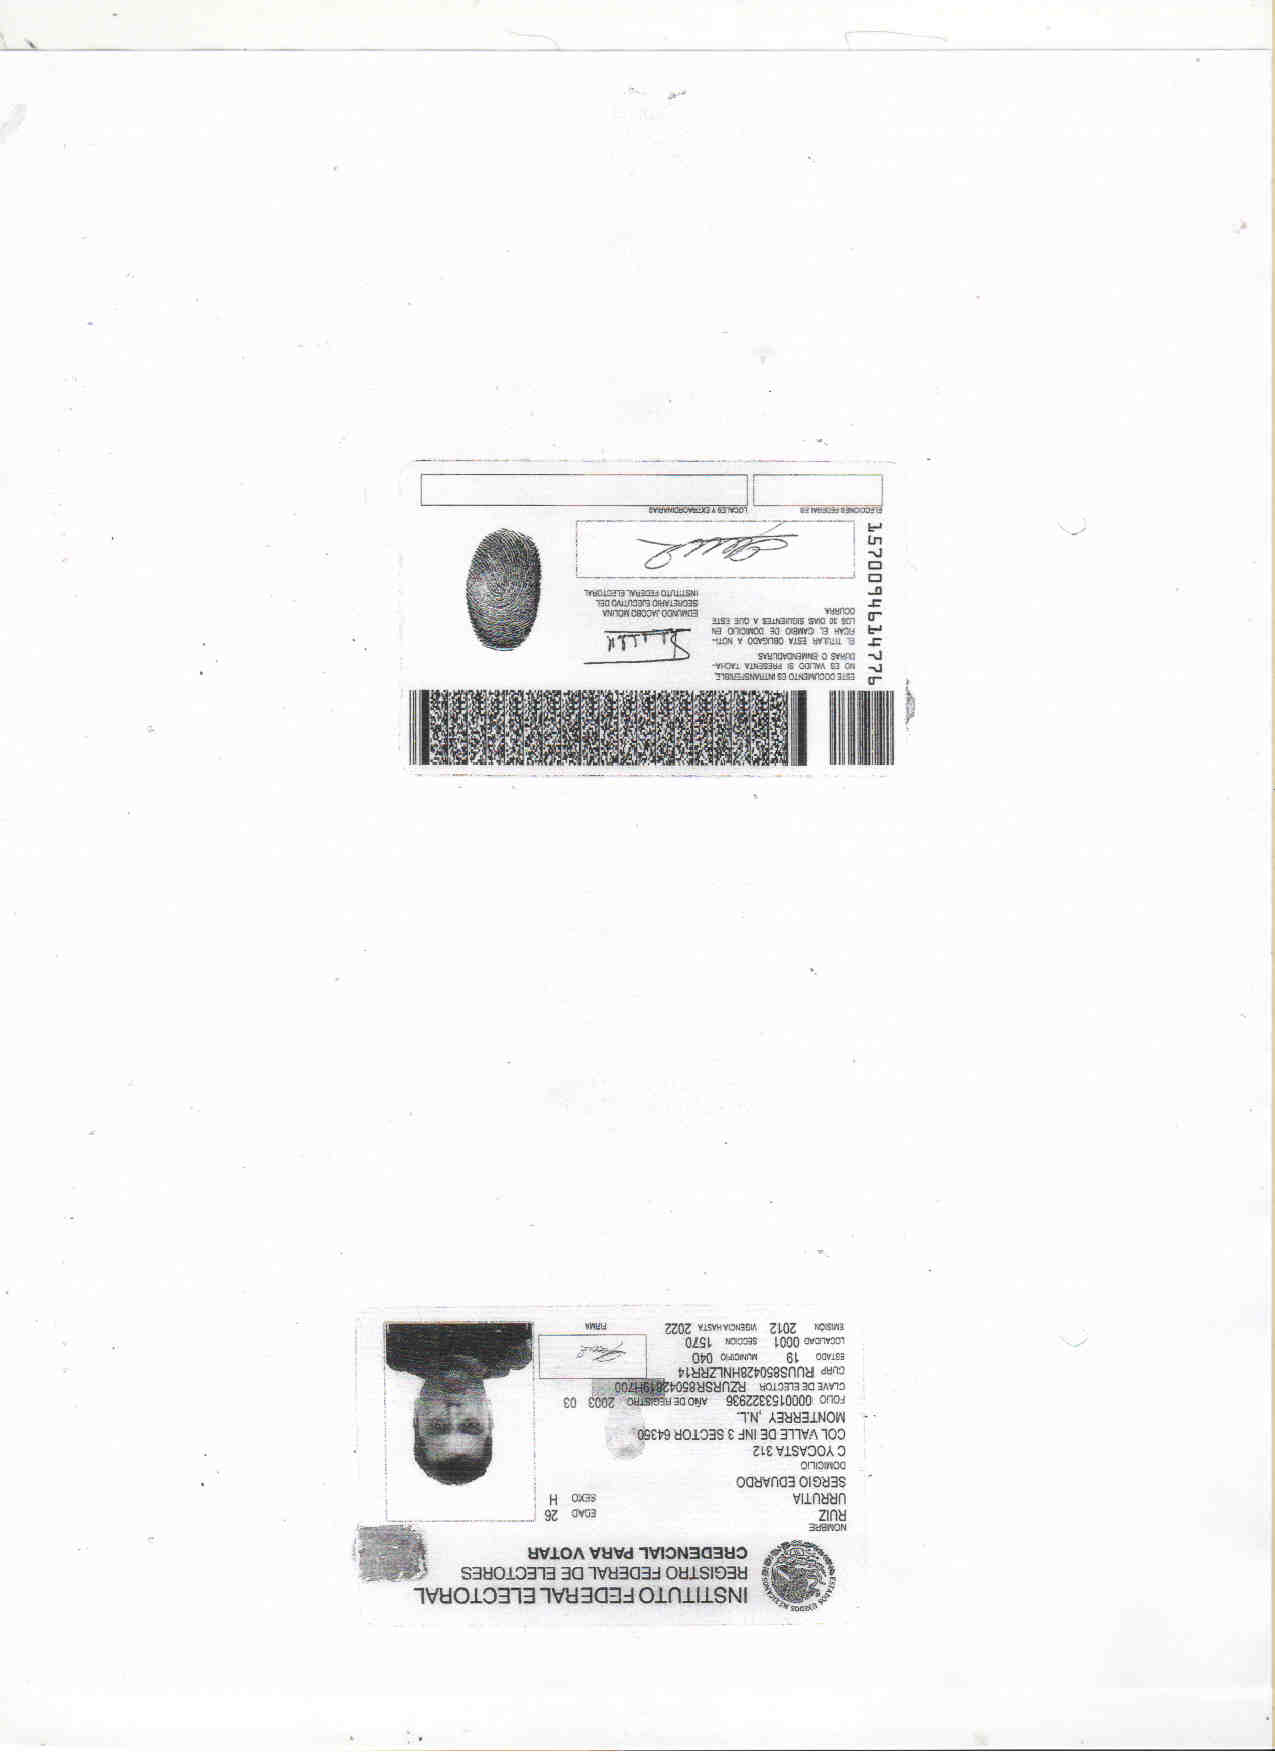 INSTITUTO FEDERAL ELECTORAL
REGISTRO FEDERAL DE ELECTORES
CREDENCIAL PARA VOTAR
ESTADOS UNIDOS MEXICANOS
NOMBRE
RUIZ
URRUTIA
SERGIO EDUARDO
EDAD 26
SEXO H
DOMICILIO
C YOCASTA 312
COL VALLE DE INF 3 SECTOR 64350
MONTERREY ,N.L.
FOLIO 0000153322936 AÑO DE REGISTRO 2003 03
CLAVE DE ELECTOR RZURSR85042819H700
CURP RUUS850428HNLZRR14
ESTADO 19 MUNICIPIO 040
LOCALIDAD 0001 SECCION 1570
EMISION 2012 VIGENCIA HASTA 2022
FIRMA
ESTE DOCUMENTO ES INTRANSFERIBLE,
NO ES VALIDO SI PRESENTA TACHA-
DURAS O ENMENDADURAS
EL TITULAR ESTÁ OBLIGADO A NOTI-
FICAR EL CAMBIO DE DOMICILIO EN
LOS 30 DIAS SIGUIENTES A QUE ESTE
OCURRA
EDMUNDO JACOBO MOLINA
SECRETARIO EJECUTIVO DEL
INSTITUTO FEDERAL ELECTORAL
ELECCIONES FEDERALES
LOCALES Y EXTRAORDINARIAS